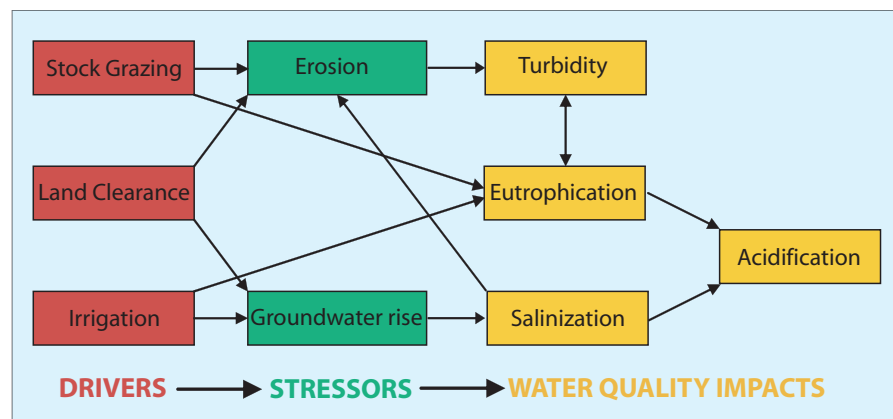 Stock Grazing
Erosion
Turbidity
Land Clearance
Eutrophication
Acidification
Irrigation
Groundwater rise
Salinization
DRIVERS
STRESSORS
WATER QUALITY IMPACTS